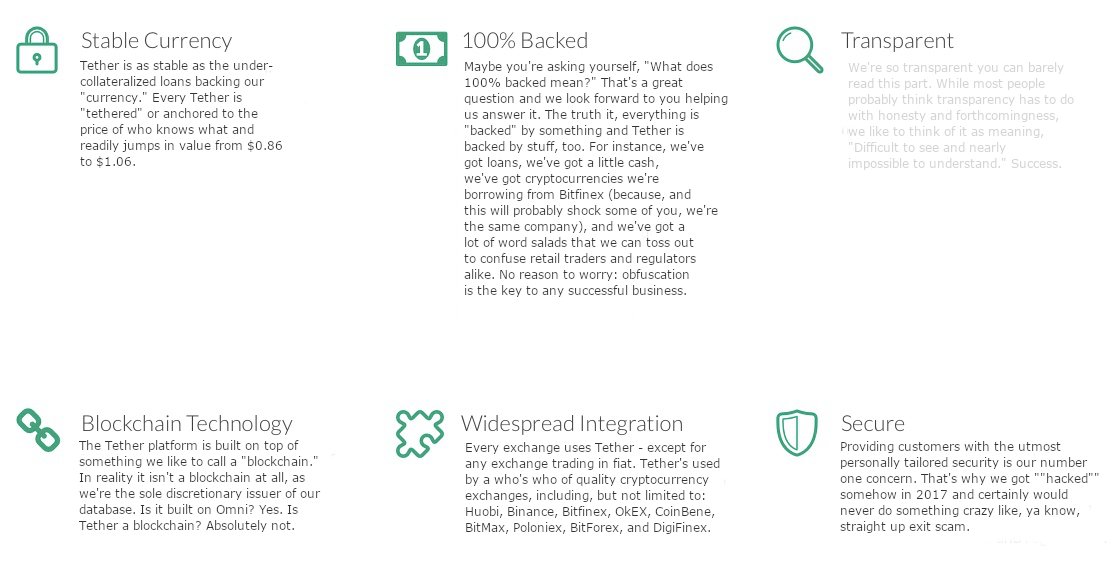 Stable Currency
Tether is as stable as the under-
collateralized loans backing our
"currency." Every Tether is
"tethered" or anchored to the
price of who knows what and
readily jumps in value from $0.86
to $1.06.
100% Backed
Maybe you're asking yourself, "What does
100% backed mean?" That's a great
question and we look forward to you helping
us answer it. The truth it, everything is
"backed" by something and Tether is
backed by stuff, too. For instance, we've
got loans, we've got a little cash,
we've got cryptocurrencies we're
borrowing from Bitfinex (because, and
this will probably shock some of you, we're
the same company), and we've got a
lot of word salads that we can toss out
to confuse retail traders and regulators
alike. No reason to worry: obfuscation
is the key to any successful business.
Transparent
We're so transparent you can barely
read this part. While most people
probably think transparency has to do
with honesty and forthcomingness,
we like to think of it as meaning,
"Difficult to see and nearly
impossible to understand." Success.
Blockchain Technology
The Tether platform is built on top of
something we like to call a "blockchain."
In reality it isn't a blockchain at all, as
we're the sole discretionary issuer of our
database. Is it built on Omni? Yes. Is
Tether a blockchain? Absolutely not.
Widespread Integration
Every exchange uses Tether - except for
any exchange trading in fiat. Tether's used
by a who's who of quality cryptocurrency
exchanges, including, but not limited to:
Huobi, Binance, Bitfinex, OkEX, CoinBene,
BitMax, Poloniex, BitForex, and DigiFinex.
Secure
Providing customers with the utmost
personally tailored security is our number
one concern. That's why we got ""hacked""
somehow in 2017 and certainly would
never do something crazy like, ya know,
straight up exit scam.